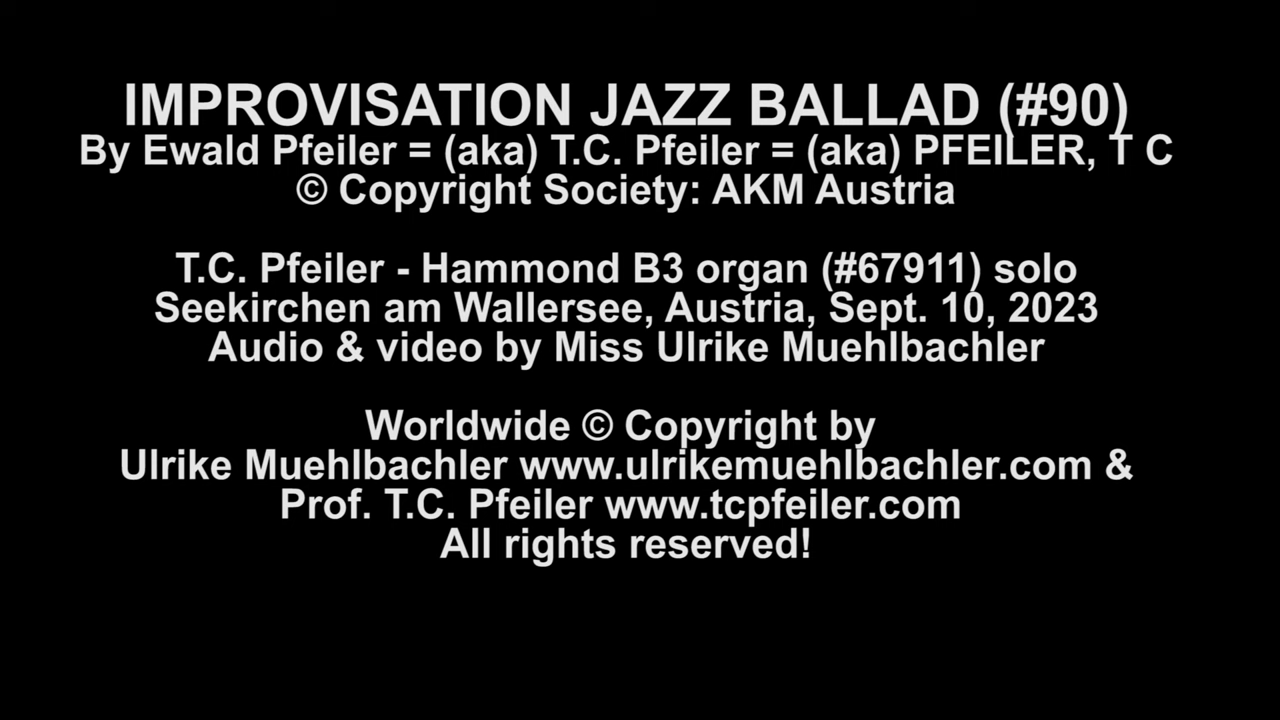 IMPROVISATION JAZZ BALLAD (#90)
By Ewald Pfeiler = (aka) T.C. Pfeiler = (aka) PFEILER, T C
© Copyright Society: AKM Austria
T.C. Pfeiler - Hammond B3 organ (#67911) solo
Seekirchen am Wallersee, Austria, Sept. 10, 2023
Audio & video by Miss Ulrike Muehlbachler
Worldwide © Copyright by
Ulrike Muehlbachler www.ulrikemuehlbachler.com &
Prof. T.C. Pfeiler www.tcpfeiler.com
All rights reserved!